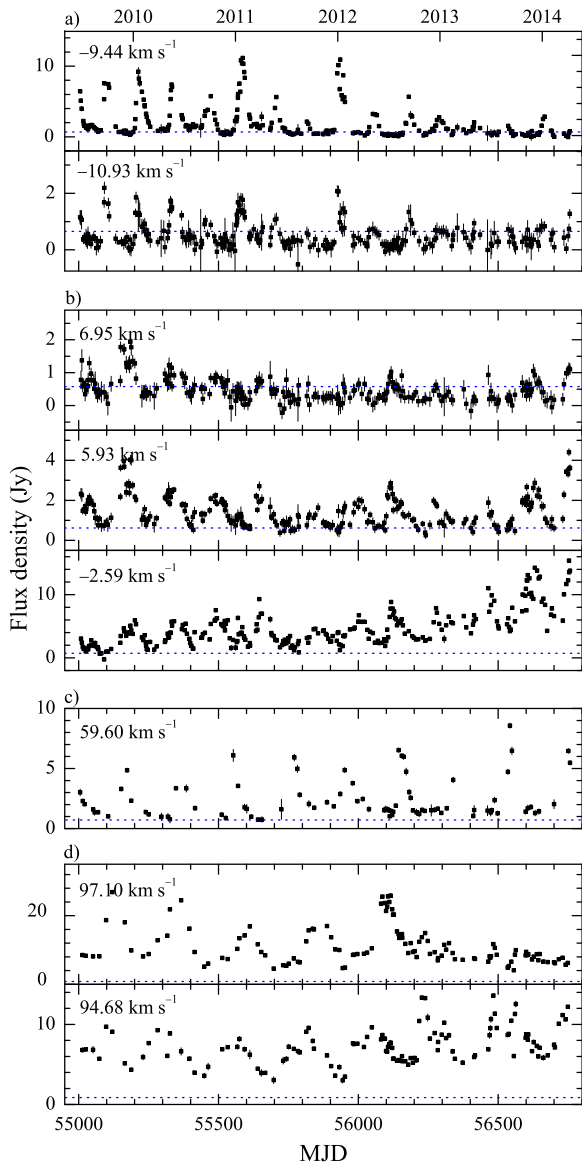 2010 2011 2012 2013 2014
a)
−9.44 km s−1
10
0
−10.93 km s−1
2
0
b)
6.95 km s−1
2
1
0
5.93 km s−1
4
2
0
−2.59 km s−1
10
0
c)
10
59.60 km s−1
5
0
d)
97.10 km s−1
20
0
94.68 km s−1
10
0
Flux density (Jy)
55000 55500 56000 56500
MJD